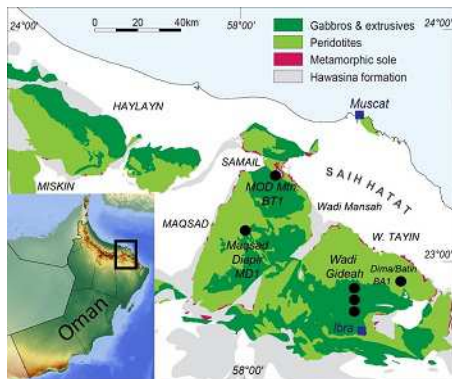 24°00'
58°00'
24°00'
0 20 40km
Gabbros & extrusives
Peridotites
Metamorphic sole
Hawasina formation
HAYLAYN
Muscat
SAMAIL
SAIH HATAT
MISKIN
MOD Mtn.
BT1
Wadi Mansah
MAQSAD
W. TAYIN
Maqsad
Diapir
MD1
Wadi
Gideah
23°00'
Dima/Batin
BA1
Oman
Ibra
58°00'